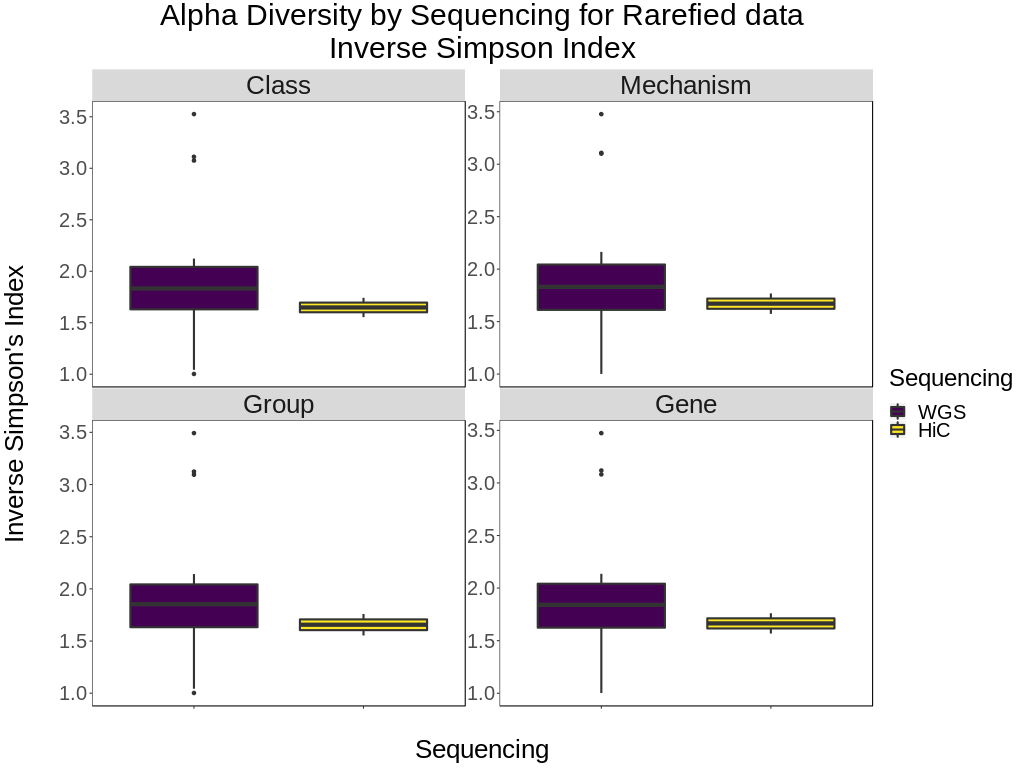 Alpha Diversity by Sequencing for Rarefied data
Inverse Simpson Index
Class
Mechanism
3.5
3.0
2.5
2.0
1.5
1.0
3.5
3.0
2.5
2.0
1.5
1.0
Group
Gene
3.5
3.0
2.5
2.0
1.5
1.0
3.5
3.0
2.5
2.0
1.5
1.0
Inverse Simpson's Index
Sequencing
Sequencing
WGS
HiC